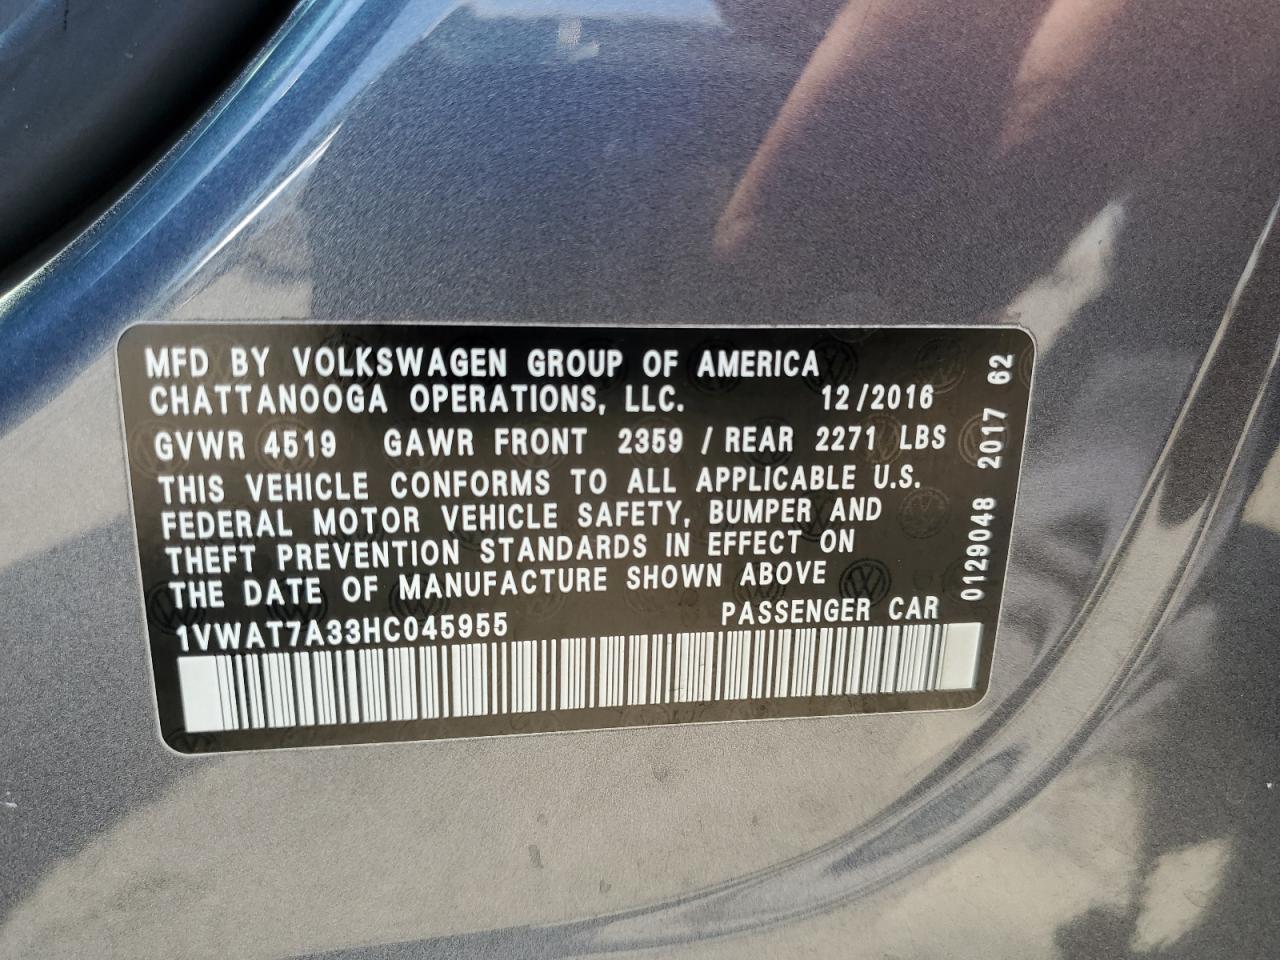 MFD BY VOLKSWAGEN GROUP OF AMERICA
CHATTANOOGA OPERATIONS, LLC. 12/2016
GVWR 4519 GAWR FRONT 2359 / REAR 2271 LBS
THIS VEHICLE CONFORMS TO ALL APPLICABLE U.S.
FEDERAL MOTOR VEHICLE SAFETY, BUMPER AND
THEFT PREVENTION STANDARDS IN EFFECT ON
THE DATE OF MANUFACTURE SHOWN ABOVE
1VWAT7A33HC045955 PASSENGER CAR
0129048 2017 62